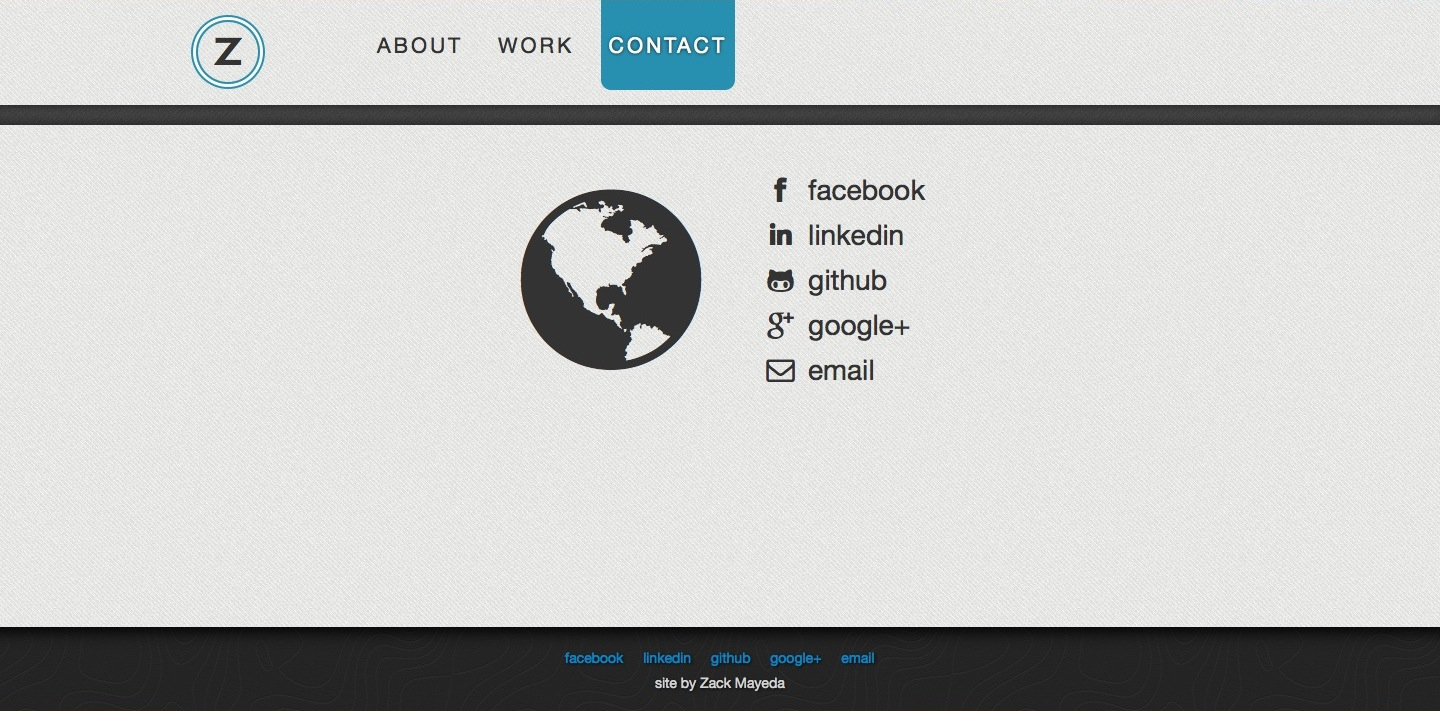 Z
ABOUT WORK CONTACT
facebook
linkedin
github
google+
email
facebook linkedin github google+ email
site by Zack Mayeda